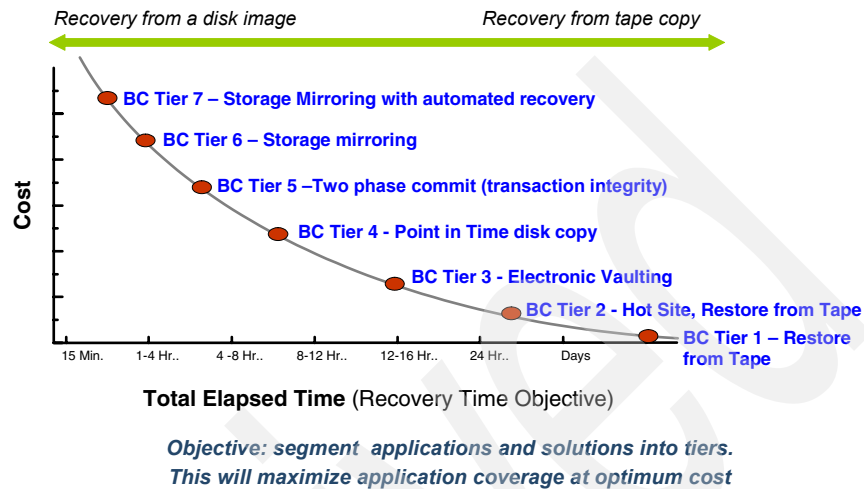 Recovery from a disk image
Recovery from tape copy
Cost
BC Tier 7 – Storage Mirroring with automated recovery
BC Tier 6 – Storage mirroring
BC Tier 5 –Two phase commit (transaction integrity)
BC Tier 4 - Point in Time disk copy
BC Tier 3 - Electronic Vaulting
BC Tier 2 - Hot Site, Restore from Tape
BC Tier 1 – Restore
from Tape
15 Min.
1-4 Hr..
4 -8 Hr..
8-12 Hr..
12-16 Hr..
24 Hr..
Days
Total Elapsed Time (Recovery Time Objective)
Objective: segment applications and solutions into tiers.
This will maximize application coverage at optimum cost